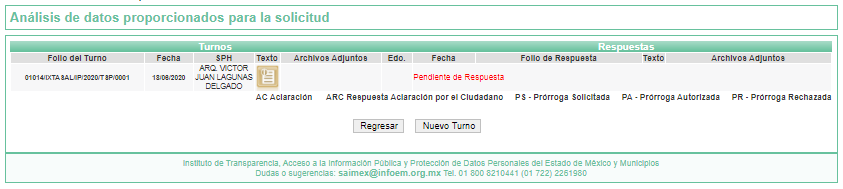 Análisis de datos proporcionados para la solicitud
Turnos Respuestas
Folio del Turno Fecha SPH Texto Archivos Adjuntos Edo. Fecha Folio de Respuesta Texto Archivos Adjuntos
01014/IXTASAL/IP/2020/TSP/0001 18/06/2020 ARQ. VICTOR JUAN LAGUNAS DELGADO Pendiente de Respuesta
AC Aclaración ARC Respuesta Aclaración por el Ciudadano PS - Prórroga Solicitada PA - Prórroga Autorizada PR - Prórroga Rechazada
Regresar Nuevo Turno
Instituto de Transparencia, Acceso a la Información Pública y Protección de Datos Personales del Estado de México y Municipios
Dudas o sugerencias: saimex@infoem.org.mx Tel. 01 800 8210441 (01 722) 2261980